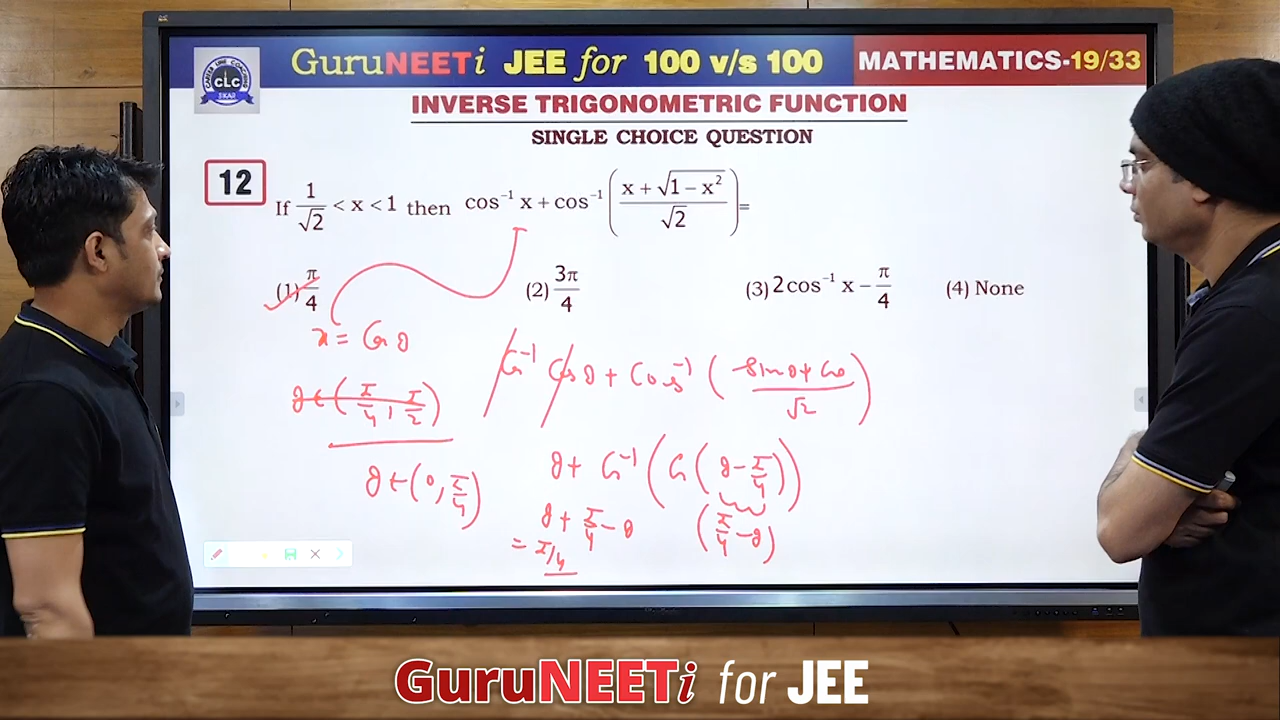 GuruNEETi JEE for 100 v/s 100
MATHEMATICS-19/33
CLC
SIKAR
INVERSE TRIGONOMETRIC FUNCTION
SINGLE CHOICE QUESTION
12
If 1/√2 < x < 1 then cos⁻¹ x + cos⁻¹ ((x + √(1 − x²))/√2) =
(1) π/4
(2) 3π/4
(3) 2cos⁻¹ x − π/4
(4) None
x = Cos θ
Cos⁻¹ Cos θ + Cos⁻¹ ((sin θ + Cos θ)/√2)
θ ∈ (π/4, π/2)
θ + Cos⁻¹ (Cos (θ − π/4))
θ ∈ (0, π/4)
θ + π/4 − θ
(π/4 − θ)
= π/4
GuruNEETi for JEE